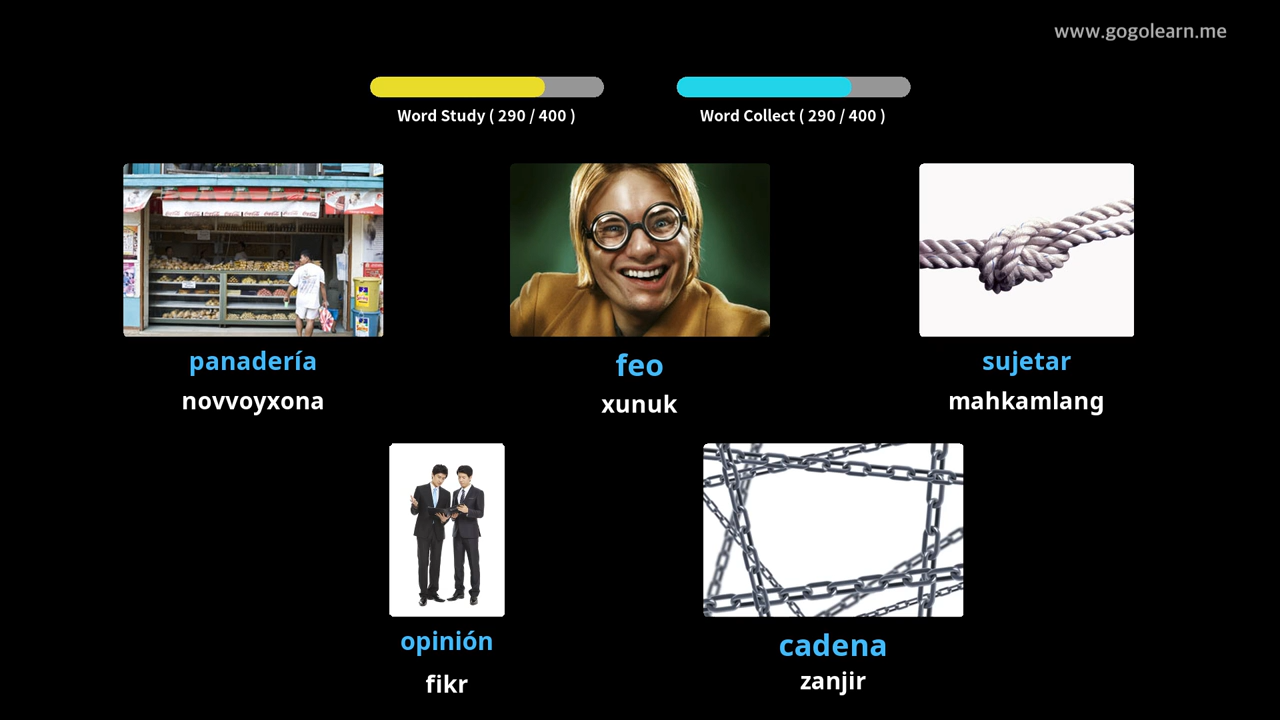 www.gogolearn.me
Word Study ( 290 / 400 )
Word Collect ( 290 / 400 )
panadería
novvoyxona
feo
xunuk
sujetar
mahkamlang
opinión
fikr
cadena
zanjir